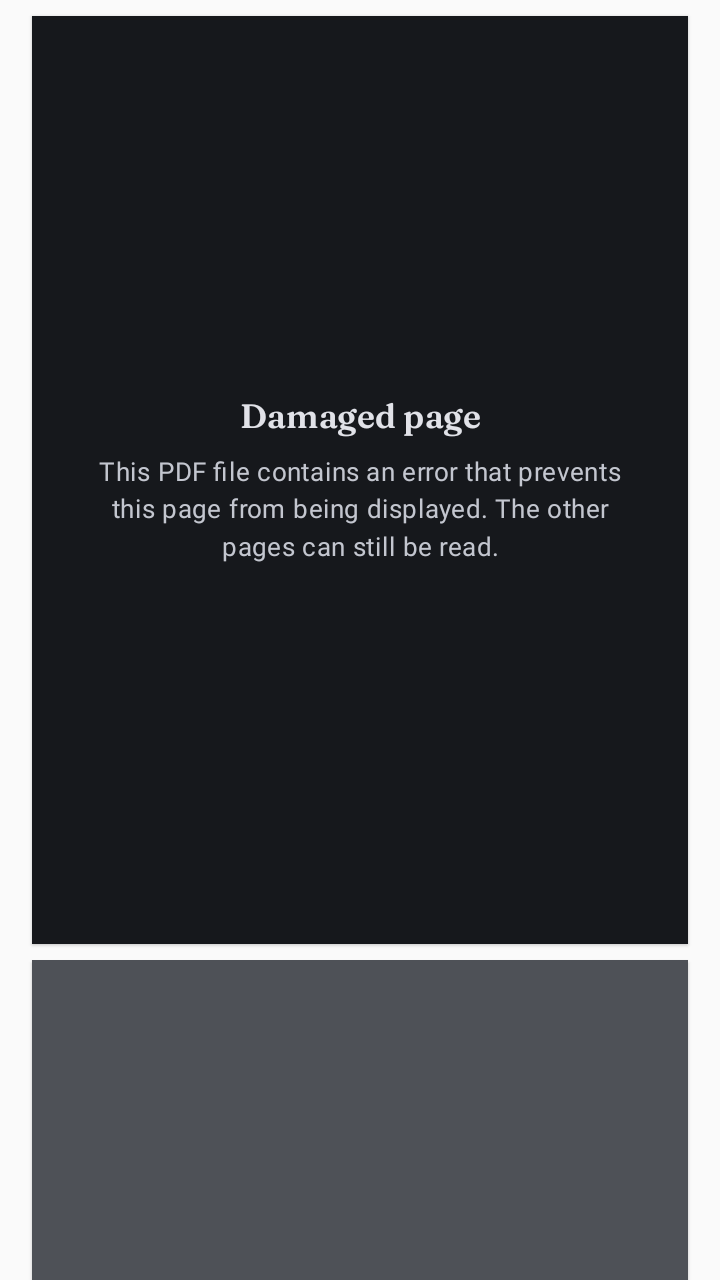 Damaged page
This PDF file contains an error that prevents
this page from being displayed. The other
pages can still be read.